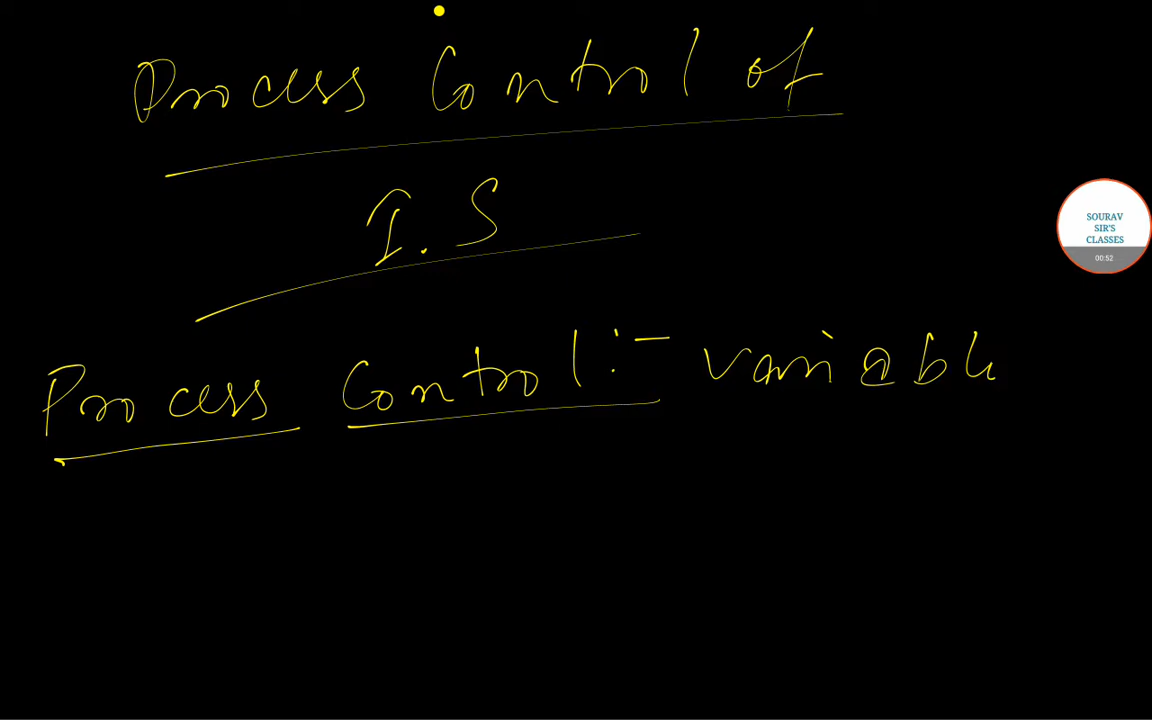 Process Control of
I.S
Process Control :- variable
SOURAV
SIR'S
CLASSES
00:52